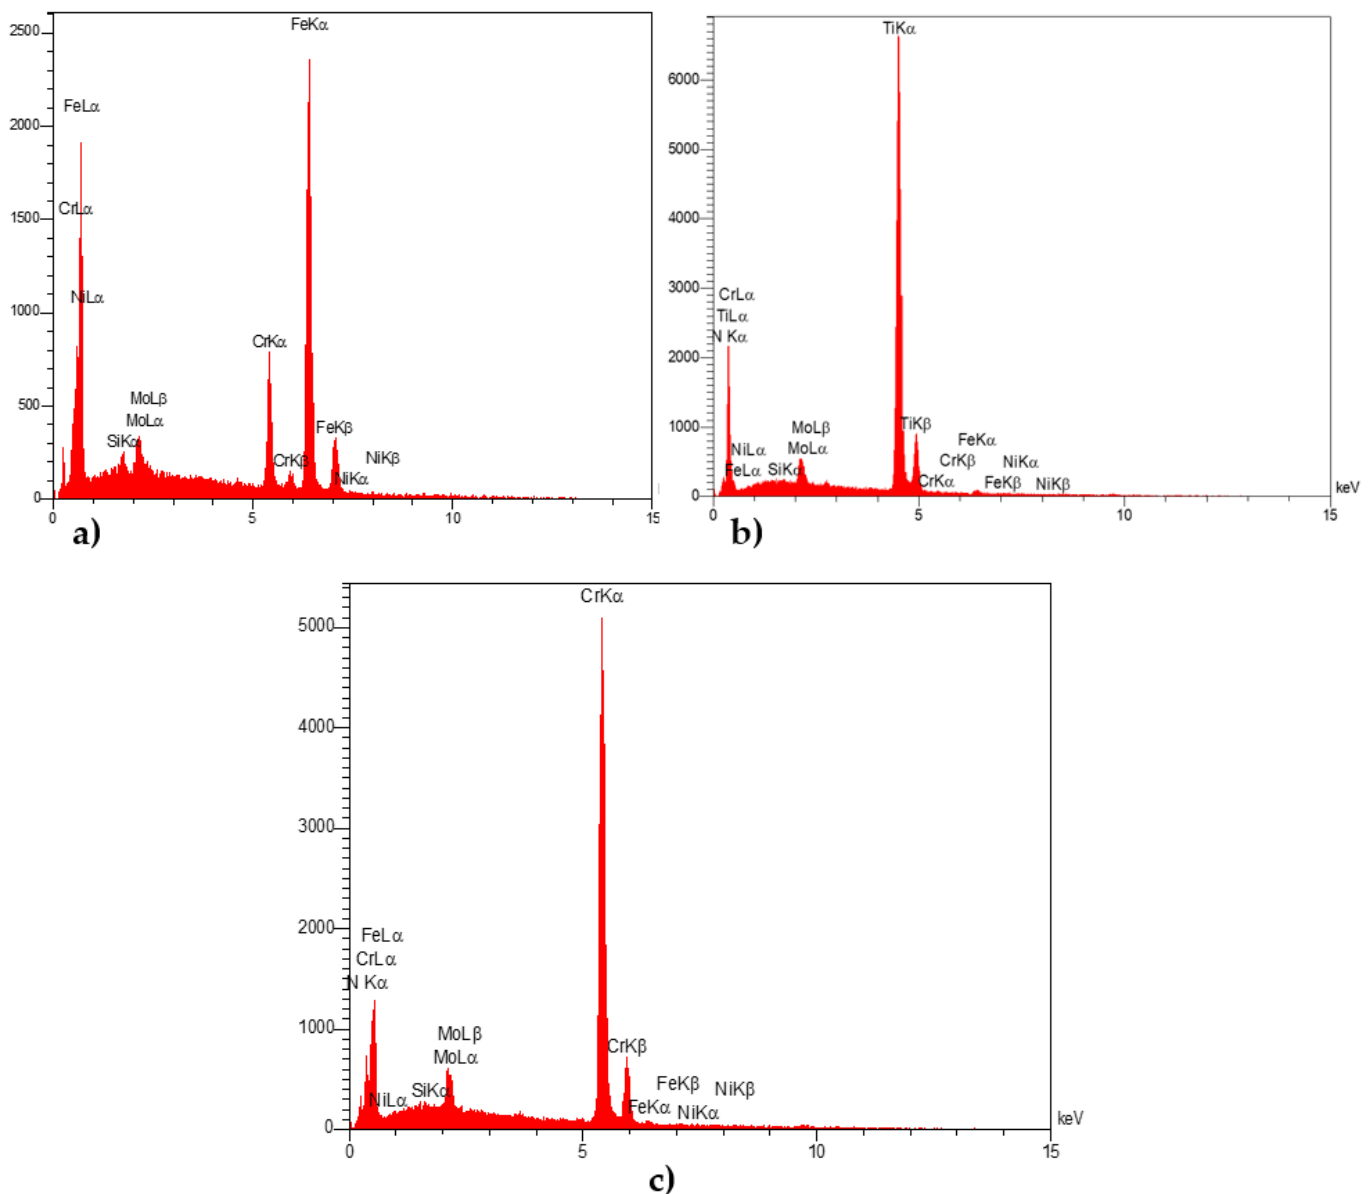 2500
2000
1500
1000
500
0
FeKα
FeLα
CrLα
NiLα
CrKα
MoLβ
MoLα
SiKα
FeKβ
CrKβ
NiKβ
NiKα
0 5 10 15
a)
6000
5000
4000
3000
2000
1000
0
TiKα
CrLα
TiLα
N Kα
TiKβ
MoLβ
MoLα
FeKα
NiLα
CrKβ
NiKα
FeLα
SiKα
CrKα
FeKβ
NiKβ
keV
0 5 10 15
b)
5000
4000
3000
2000
1000
0
CrKα
FeLα
CrLα
N Kα
MoLβ
MoLα
CrKβ
SiKα
NiLα
FeKβ
NiKβ
FeKα
NiKα
keV
0 5 10 15
c)